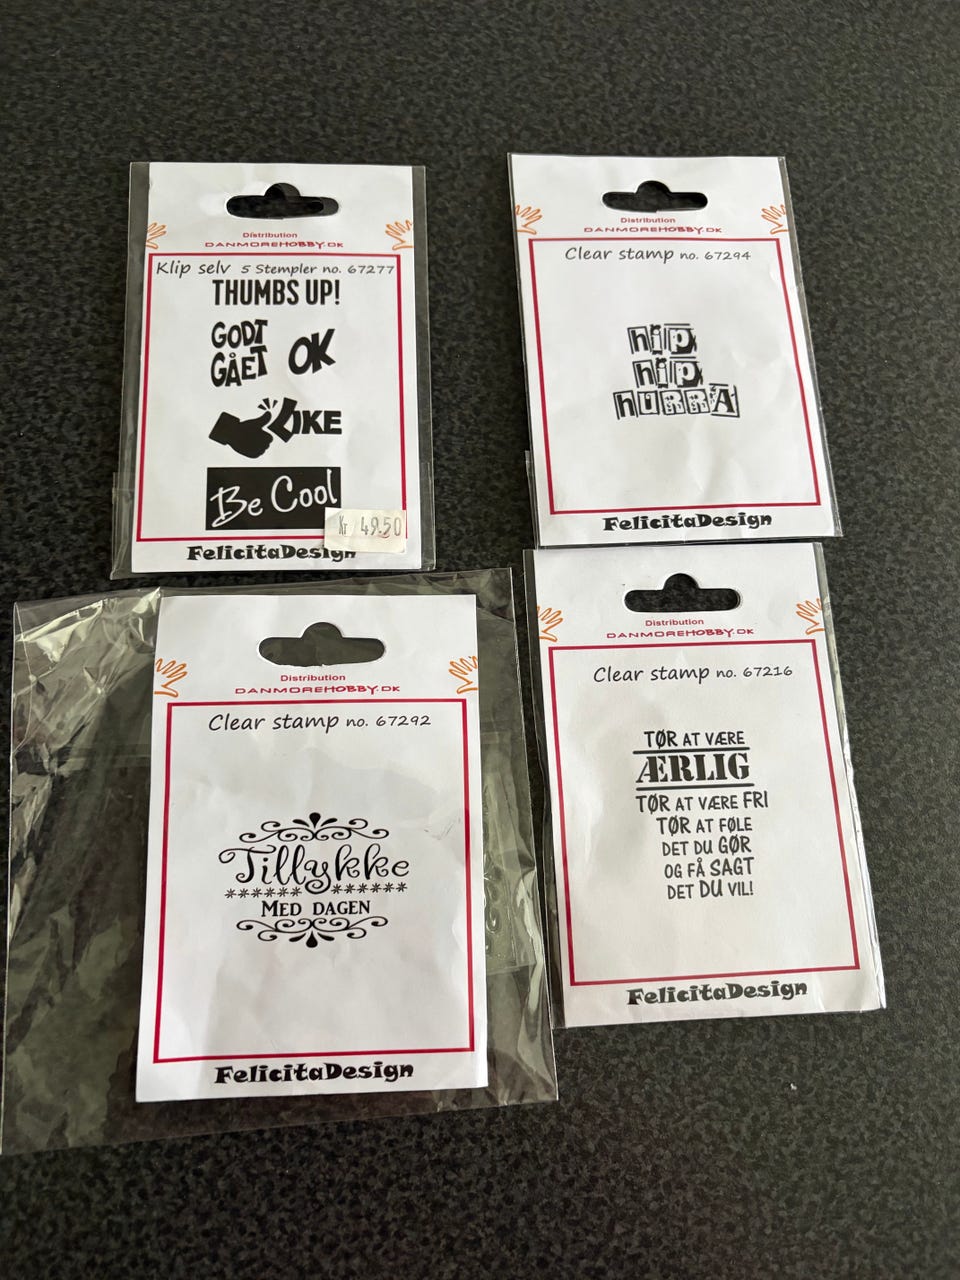 Distribution
DANMOREHOBBY.DK
Klip selv 5 Stempler no. 67277
THUMBS UP!
GODT
GÅET
OK
LIKE
Be Cool
Kr 49.50
FelicitaDesign
Distribution
DANMOREHOBBY.DK
Clear stamp no. 67294
hip
hip
hURRA
FelicitaDesign
Distribution
DANMOREHOBBY.DK
Clear stamp no. 67292
Tillykke
MED DAGEN
FelicitaDesign
Distribution
DANMOREHOBBY.DK
Clear stamp no. 67216
TØR AT VÆRE
ÆRLIG
TØR AT VÆRE FRI
TØR AT FØLE
DET DU GØR
OG FÅ SAGT
DET DU VIL!
FelicitaDesign